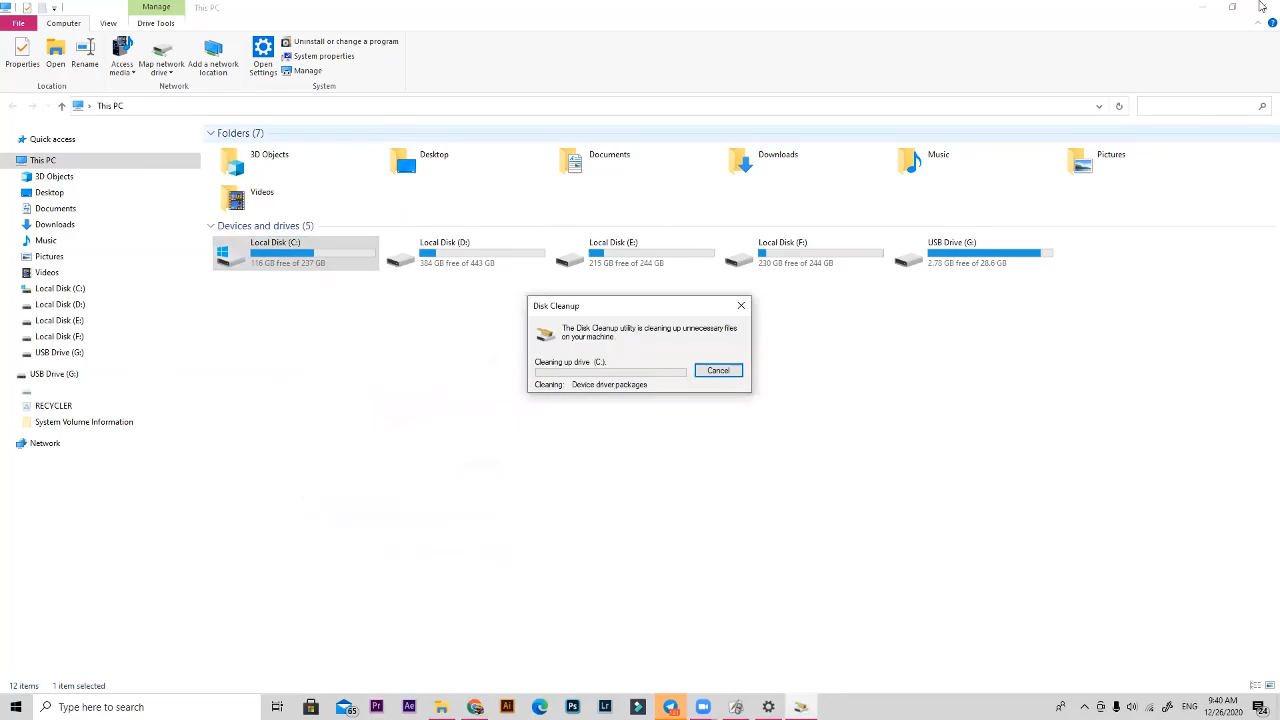 Manage
This PC
File
Computer
View
Drive Tools
Properties
Open
Rename
Access media
Map network drive
Add a network location
Open Settings
Uninstall or change a program
System properties
Manage
Location
Network
System
This PC
Quick access
This PC
3D Objects
Desktop
Documents
Downloads
Music
Pictures
Videos
Local Disk (C:)
Local Disk (D:)
Local Disk (E:)
Local Disk (F:)
USB Drive (G:)
USB Drive (G:)
RECYCLER
System Volume Information
Network
Folders (7)
3D Objects
Desktop
Documents
Downloads
Music
Pictures
Videos
Devices and drives (5)
Local Disk (C:)
116 GB free of 237 GB
Local Disk (D:)
384 GB free of 443 GB
Local Disk (E:)
215 GB free of 244 GB
Local Disk (F:)
230 GB free of 244 GB
USB Drive (G:)
2.78 GB free of 28.6 GB
Disk Cleanup
The Disk Cleanup utility is cleaning up unnecessary files
on your machine.
Cleaning up drive (C:).
Cancel
Cleaning: Device driver packages
12 items
1 item selected
Type here to search
65
Pr
Ae
Ai
Ps
Lr
ENG
9:40 AM
12/26/2020
24